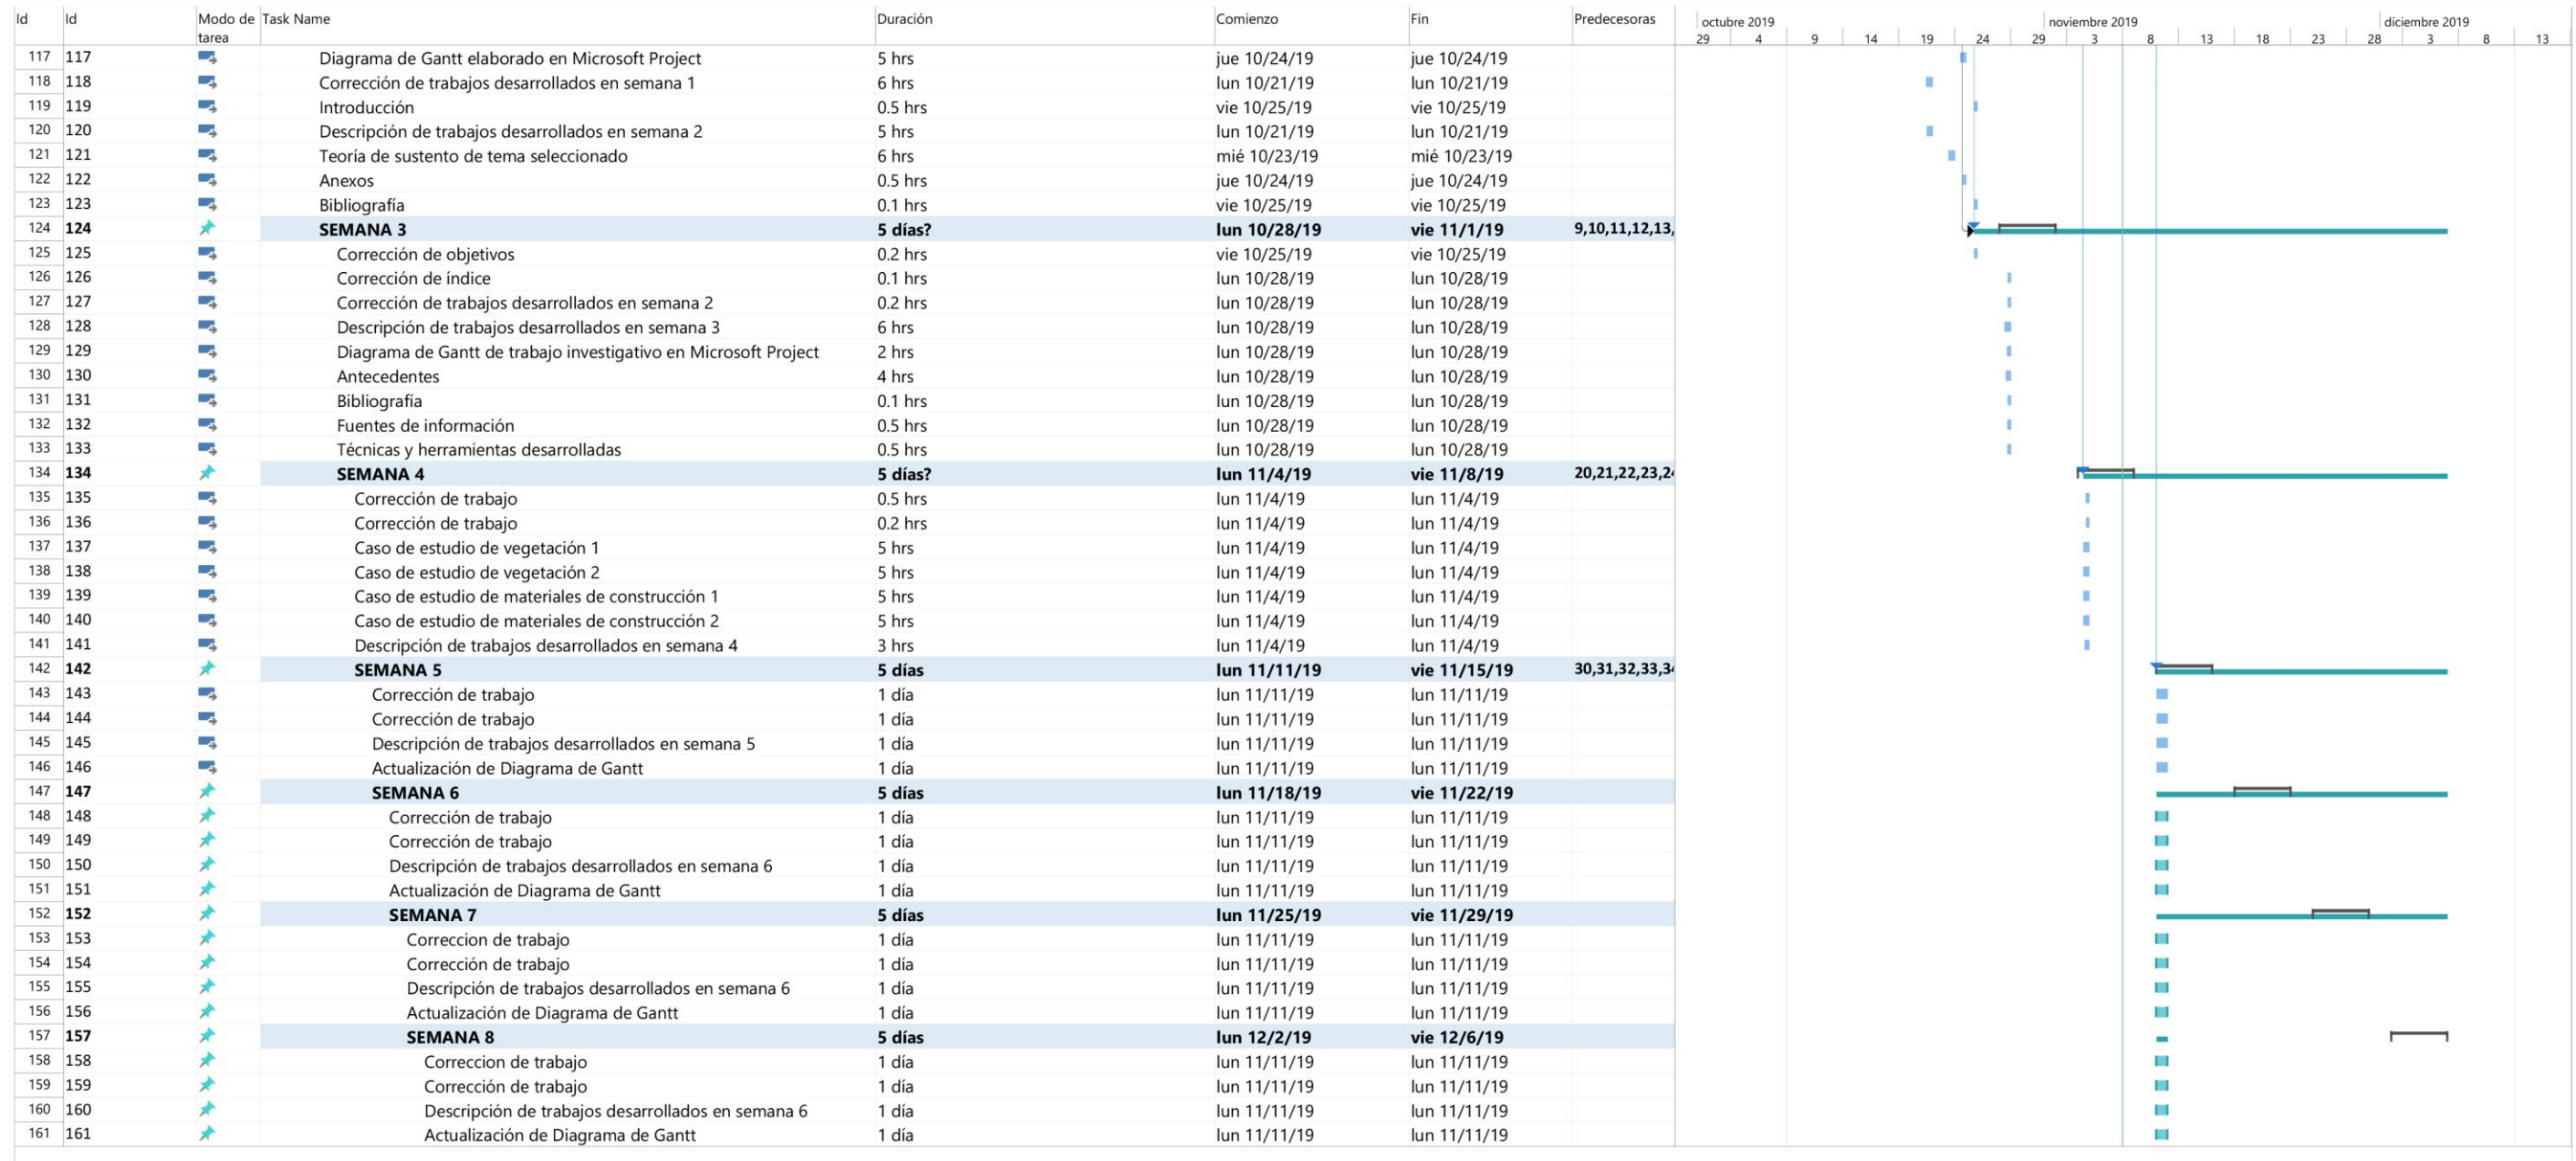 Id Id Modo de tarea Task Name Duración Comienzo Fin Predecesoras
octubre 2019 noviembre 2019 diciembre 2019
29 4 9 14 19 24 29 3 8 13 18 23 28 3 8 13
117 117 Diagrama de Gantt elaborado en Microsoft Project 5 hrs jue 10/24/19 jue 10/24/19
118 118 Corrección de trabajos desarrollados en semana 1 6 hrs lun 10/21/19 lun 10/21/19
119 119 Introducción 0.5 hrs vie 10/25/19 vie 10/25/19
120 120 Descripción de trabajos desarrollados en semana 2 5 hrs lun 10/21/19 lun 10/21/19
121 121 Teoría de sustento de tema seleccionado 6 hrs mié 10/23/19 mié 10/23/19
122 122 Anexos 0.5 hrs jue 10/24/19 jue 10/24/19
123 123 Bibliografía 0.1 hrs vie 10/25/19 vie 10/25/19
124 124 SEMANA 3 5 días? lun 10/28/19 vie 11/1/19 9,10,11,12,13,
125 125 Corrección de objetivos 0.2 hrs vie 10/25/19 vie 10/25/19
126 126 Corrección de índice 0.1 hrs lun 10/28/19 lun 10/28/19
127 127 Corrección de trabajos desarrollados en semana 2 0.2 hrs lun 10/28/19 lun 10/28/19
128 128 Descripción de trabajos desarrollados en semana 3 6 hrs lun 10/28/19 lun 10/28/19
129 129 Diagrama de Gantt de trabajo investigativo en Microsoft Project 2 hrs lun 10/28/19 lun 10/28/19
130 130 Antecedentes 4 hrs lun 10/28/19 lun 10/28/19
131 131 Bibliografía 0.1 hrs lun 10/28/19 lun 10/28/19
132 132 Fuentes de información 0.5 hrs lun 10/28/19 lun 10/28/19
133 133 Técnicas y herramientas desarrolladas 0.5 hrs lun 10/28/19 lun 10/28/19
134 134 SEMANA 4 5 días? lun 11/4/19 vie 11/8/19 20,21,22,23,24
135 135 Corrección de trabajo 0.5 hrs lun 11/4/19 lun 11/4/19
136 136 Corrección de trabajo 0.2 hrs lun 11/4/19 lun 11/4/19
137 137 Caso de estudio de vegetación 1 5 hrs lun 11/4/19 lun 11/4/19
138 138 Caso de estudio de vegetación 2 5 hrs lun 11/4/19 lun 11/4/19
139 139 Caso de estudio de materiales de construcción 1 5 hrs lun 11/4/19 lun 11/4/19
140 140 Caso de estudio de materiales de construcción 2 5 hrs lun 11/4/19 lun 11/4/19
141 141 Descripción de trabajos desarrollados en semana 4 3 hrs lun 11/4/19 lun 11/4/19
142 142 SEMANA 5 5 días lun 11/11/19 vie 11/15/19 30,31,32,33,34
143 143 Corrección de trabajo 1 día lun 11/11/19 lun 11/11/19
144 144 Corrección de trabajo 1 día lun 11/11/19 lun 11/11/19
145 145 Descripción de trabajos desarrollados en semana 5 1 día lun 11/11/19 lun 11/11/19
146 146 Actualización de Diagrama de Gantt 1 día lun 11/11/19 lun 11/11/19
147 147 SEMANA 6 5 días lun 11/18/19 vie 11/22/19
148 148 Corrección de trabajo 1 día lun 11/11/19 lun 11/11/19
149 149 Corrección de trabajo 1 día lun 11/11/19 lun 11/11/19
150 150 Descripción de trabajos desarrollados en semana 6 1 día lun 11/11/19 lun 11/11/19
151 151 Actualización de Diagrama de Gantt 1 día lun 11/11/19 lun 11/11/19
152 152 SEMANA 7 5 días lun 11/25/19 vie 11/29/19
153 153 Correccion de trabajo 1 día lun 11/11/19 lun 11/11/19
154 154 Corrección de trabajo 1 día lun 11/11/19 lun 11/11/19
155 155 Descripción de trabajos desarrollados en semana 6 1 día lun 11/11/19 lun 11/11/19
156 156 Actualización de Diagrama de Gantt 1 día lun 11/11/19 lun 11/11/19
157 157 SEMANA 8 5 días lun 12/2/19 vie 12/6/19
158 158 Correccion de trabajo 1 día lun 11/11/19 lun 11/11/19
159 159 Corrección de trabajo 1 día lun 11/11/19 lun 11/11/19
160 160 Descripción de trabajos desarrollados en semana 6 1 día lun 11/11/19 lun 11/11/19
161 161 Actualización de Diagrama de Gantt 1 día lun 11/11/19 lun 11/11/19